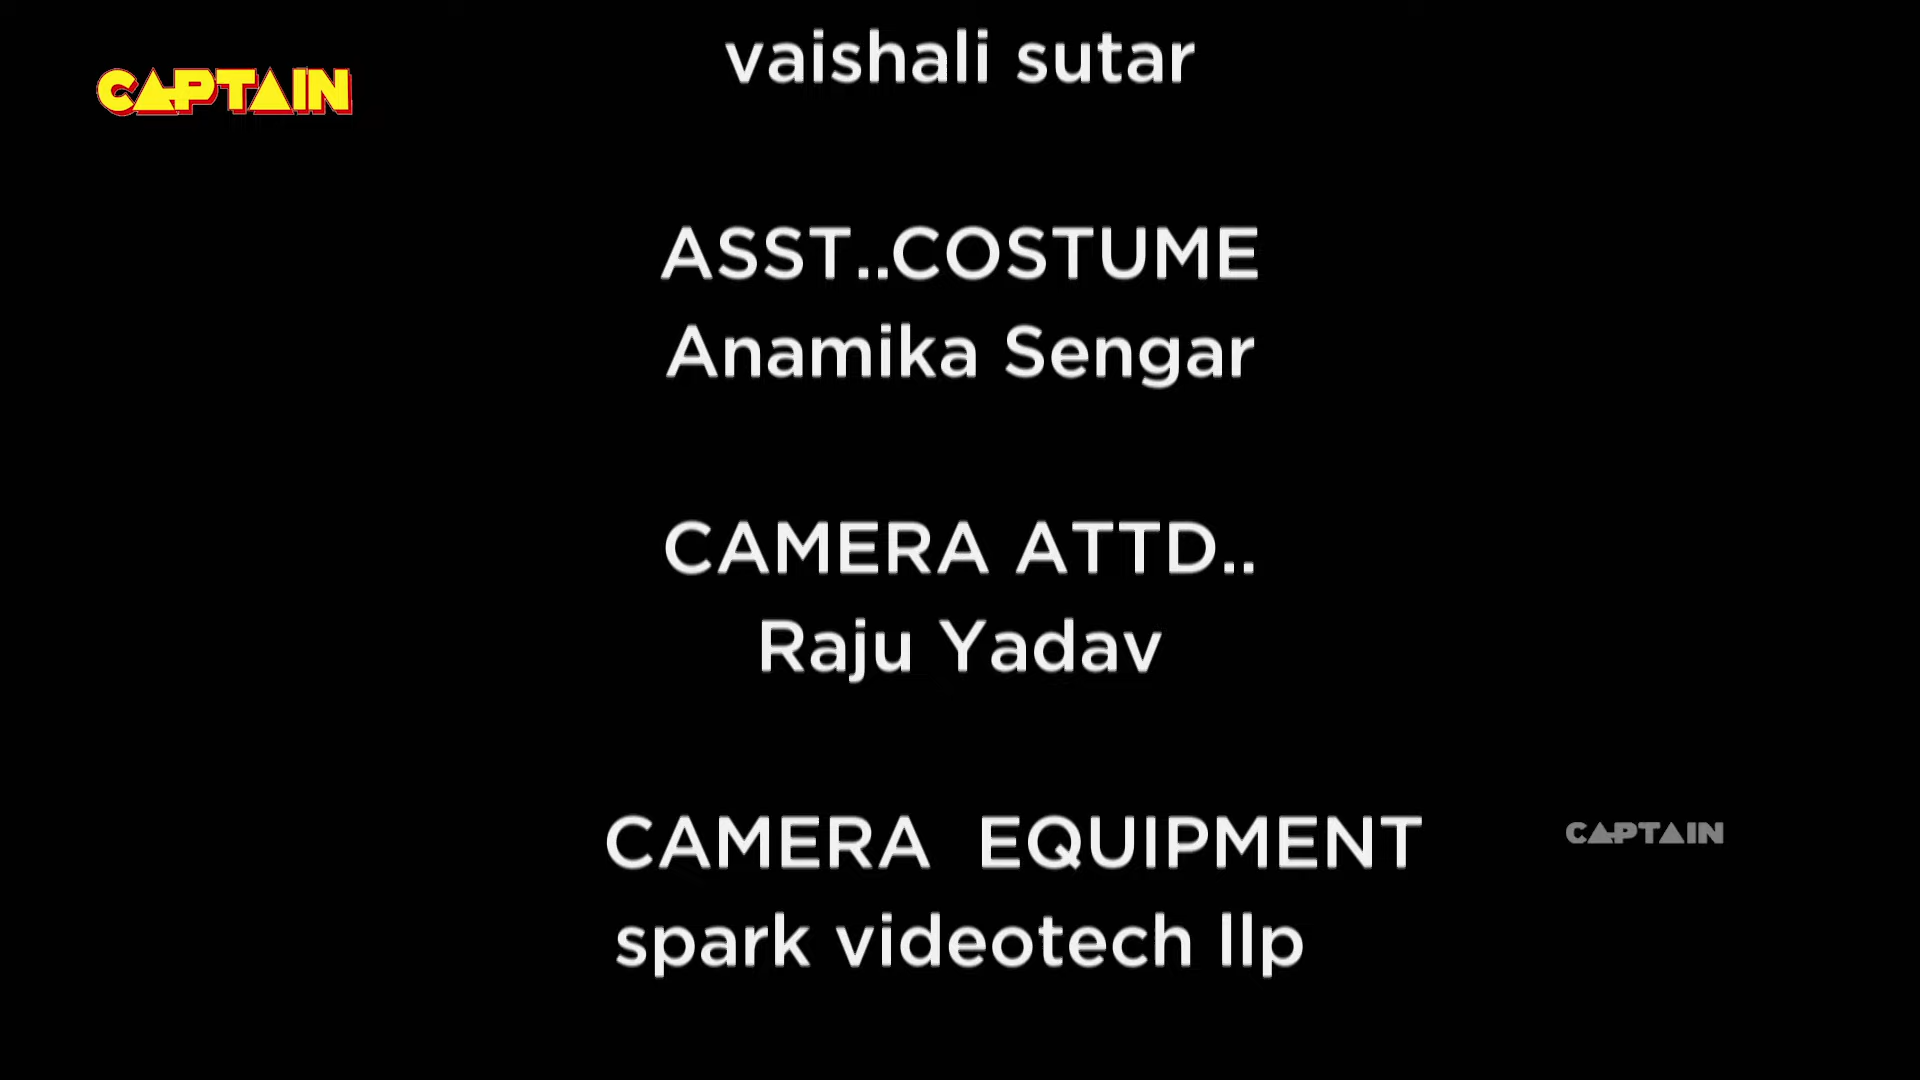 CAPTAIN
vaishali sutar
ASST..COSTUME
Anamika Sengar
CAMERA ATTD..
Raju Yadav
CAMERA  EQUIPMENT
CAPTAIN
spark videotech llp